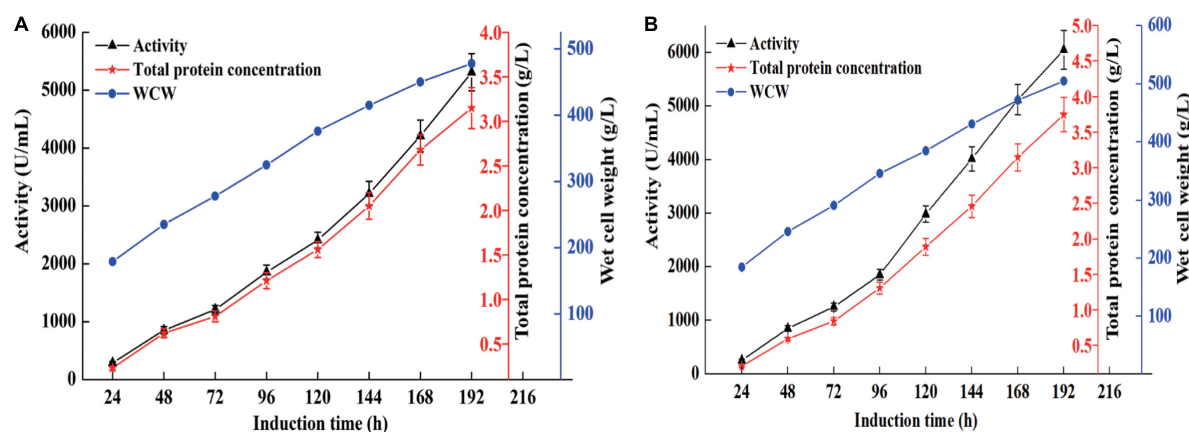 A
Activity (U/mL)
6000
5000
4000
3000
2000
1000
0
Activity
Total protein concentration
WCW
24 48 72 96 120 144 168 192 216
Induction time (h)
4.0
3.5
3.0
2.5
2.0
1.5
1.0
0.5
Total protein concentration (g/L)
500
400
300
200
100
Wet cell weight (g/L)
B
Activity (U/mL)
6000
5000
4000
3000
2000
1000
0
Activity
Total protein concentration
WCW
24 48 72 96 120 144 168 192 216
Induction time (h)
5.0
4.5
4.0
3.5
3.0
2.5
2.0
1.5
1.0
0.5
0.0
Total protein concentration (g/L)
600
500
400
300
200
100
Wet cell weight (g/L)